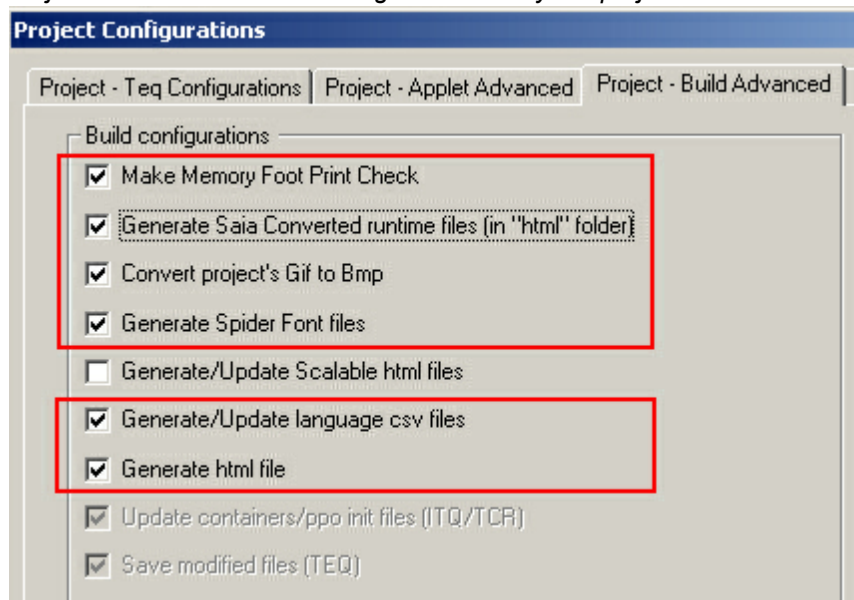 Project Configurations
Project - Teq Configurations Project - Applet Advanced Project - Build Advanced
Build configurations
Make Memory Foot Print Check
Generate Saia Converted runtime files (in "html" folder)
Convert project's Gif to Bmp
Generate Spider Font files
Generate/Update Scalable html files
Generate/Update language csv files
Generate html file
Update containers/ppo init files (ITQ/TCR)
Save modified files (TEQ)